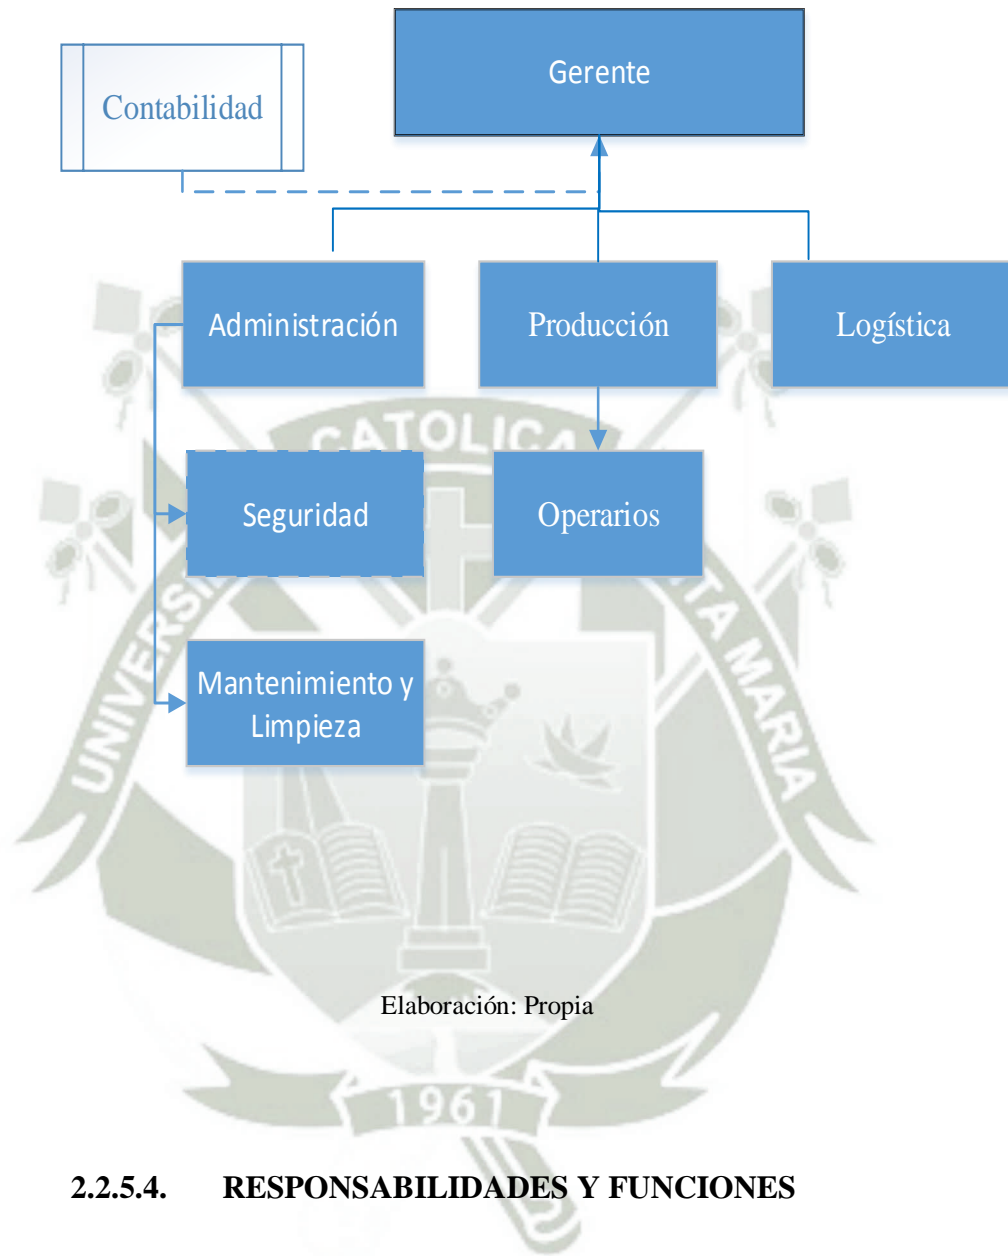 Gerente
Contabilidad
Administración
Producción
Logística
Seguridad
Operarios
Mantenimiento y
Limpieza
Elaboración: Propia
2.2.5.4. RESPONSABILIDADES Y FUNCIONES
CATOLICA
MARIA
1961